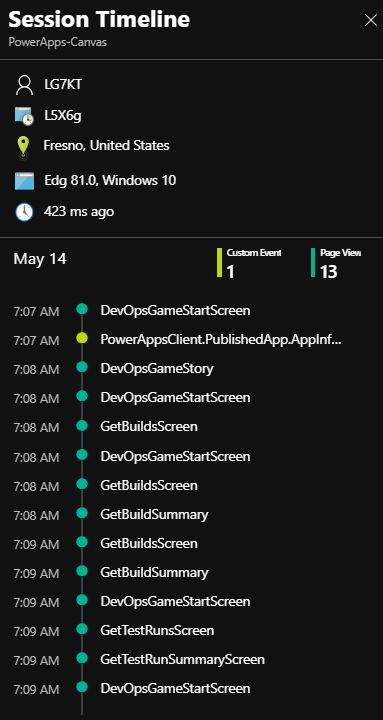 Session Timeline
PowerApps-Canvas
LG7KT
L5X6g
Fresno, United States
Edg 81.0, Windows 10
423 ms ago
May 14
Custom Event
1
Page View
13
7:07 AM DevOpsGameStartScreen
7:07 AM PowerAppsClient.PublishedApp.AppInf...
7:08 AM DevOpsGameStory
7:08 AM DevOpsGameStartScreen
7:08 AM GetBuildsScreen
7:08 AM DevOpsGameStartScreen
7:08 AM GetBuildsScreen
7:08 AM GetBuildSummary
7:09 AM GetBuildsScreen
7:09 AM GetBuildSummary
7:09 AM DevOpsGameStartScreen
7:09 AM GetTestRunsScreen
7:09 AM GetTestRunSummaryScreen
7:09 AM DevOpsGameStartScreen